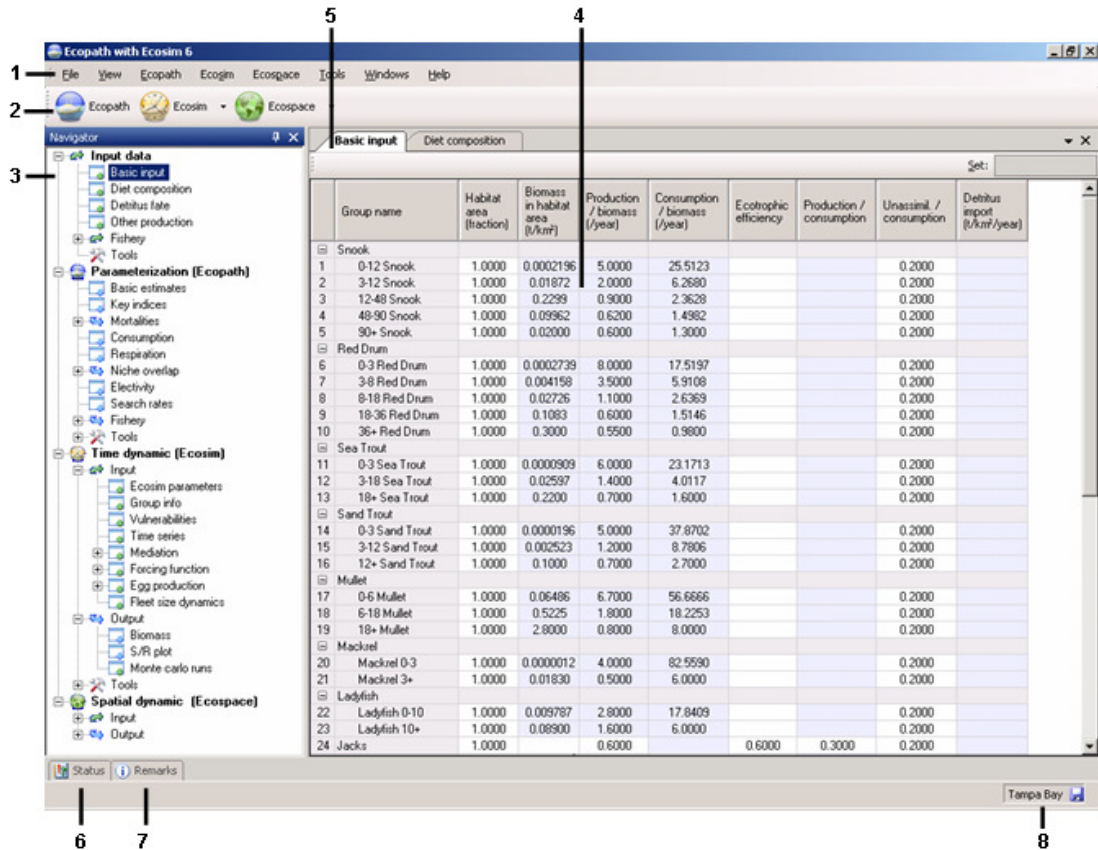 5 4
Ecopath with Ecosim 6
1 File View Ecopath Ecosim Ecospace Tools Windows Help
2 Ecopath Ecosim Ecospace
Navigator
3
Input data
Basic input
Diet composition
Detritus fate
Other production
Fishery
Tools
Parameterization (Ecopath)
Basic estimates
Key indices
Mortalities
Consumption
Respiration
Niche overlap
Electivity
Search rates
Fishery
Tools
Time dynamic (Ecosim)
Input
Ecosim parameters
Group info
Vulnerabilities
Time series
Mediation
Forcing function
Egg production
Fleet size dynamics
Output
Biomass
S/R plot
Monte carlo runs
Tools
Spatial dynamic (Ecospace)
Input
Output
Basic input Diet composition
Set:
Group name
Habitat area (fraction)
Biomass in habitat area (t/km²)
Production / biomass (/year)
Consumption / biomass (/year)
Ecotrophic efficiency
Production / consumption
Unassimil. / consumption
Detritus import (t/km²/year)
Snook
1 0-12 Snook 1.0000 0.0002196 5.0000 25.5123 0.2000
2 3-12 Snook 1.0000 0.01872 2.0000 6.2680 0.2000
3 12-48 Snook 1.0000 0.2299 0.9000 2.3628 0.2000
4 48-90 Snook 1.0000 0.09962 0.6200 1.4982 0.2000
5 90+ Snook 1.0000 0.02000 0.6000 1.3000 0.2000
Red Drum
6 0-3 Red Drum 1.0000 0.0002739 8.0000 17.5197 0.2000
7 3-8 Red Drum 1.0000 0.004158 3.5000 5.9108 0.2000
8 8-18 Red Drum 1.0000 0.02726 1.1000 2.6369 0.2000
9 18-36 Red Drum 1.0000 0.1083 0.6000 1.5146 0.2000
10 36+ Red Drum 1.0000 0.3000 0.5500 0.9800 0.2000
Sea Trout
11 0-3 Sea Trout 1.0000 0.0000909 6.0000 23.1713 0.2000
12 3-18 Sea Trout 1.0000 0.02597 1.4000 4.0117 0.2000
13 18+ Sea Trout 1.0000 0.2200 0.7000 1.6000 0.2000
Sand Trout
14 0-3 Sand Trout 1.0000 0.0000196 5.0000 37.8702 0.2000
15 3-12 Sand Trout 1.0000 0.002523 1.2000 8.7806 0.2000
16 12+ Sand Trout 1.0000 0.1000 0.7000 2.7000 0.2000
Mullet
17 0-6 Mullet 1.0000 0.06486 6.7000 56.6666 0.2000
18 6-18 Mullet 1.0000 0.5225 1.8000 18.2253 0.2000
19 18+ Mullet 1.0000 2.8000 0.8000 8.0000 0.2000
Mackrel
20 Mackrel 0-3 1.0000 0.0000012 4.0000 82.5590 0.2000
21 Mackrel 3+ 1.0000 0.01830 0.5000 6.0000 0.2000
Ladyfish
22 Ladyfish 0-10 1.0000 0.009787 2.8000 17.8409 0.2000
23 Ladyfish 10+ 1.0000 0.08900 1.6000 6.0000 0.2000
24 Jacks 1.0000 0.6000 0.6000 0.3000 0.2000
Status Remarks
Tampa Bay
6 7 8